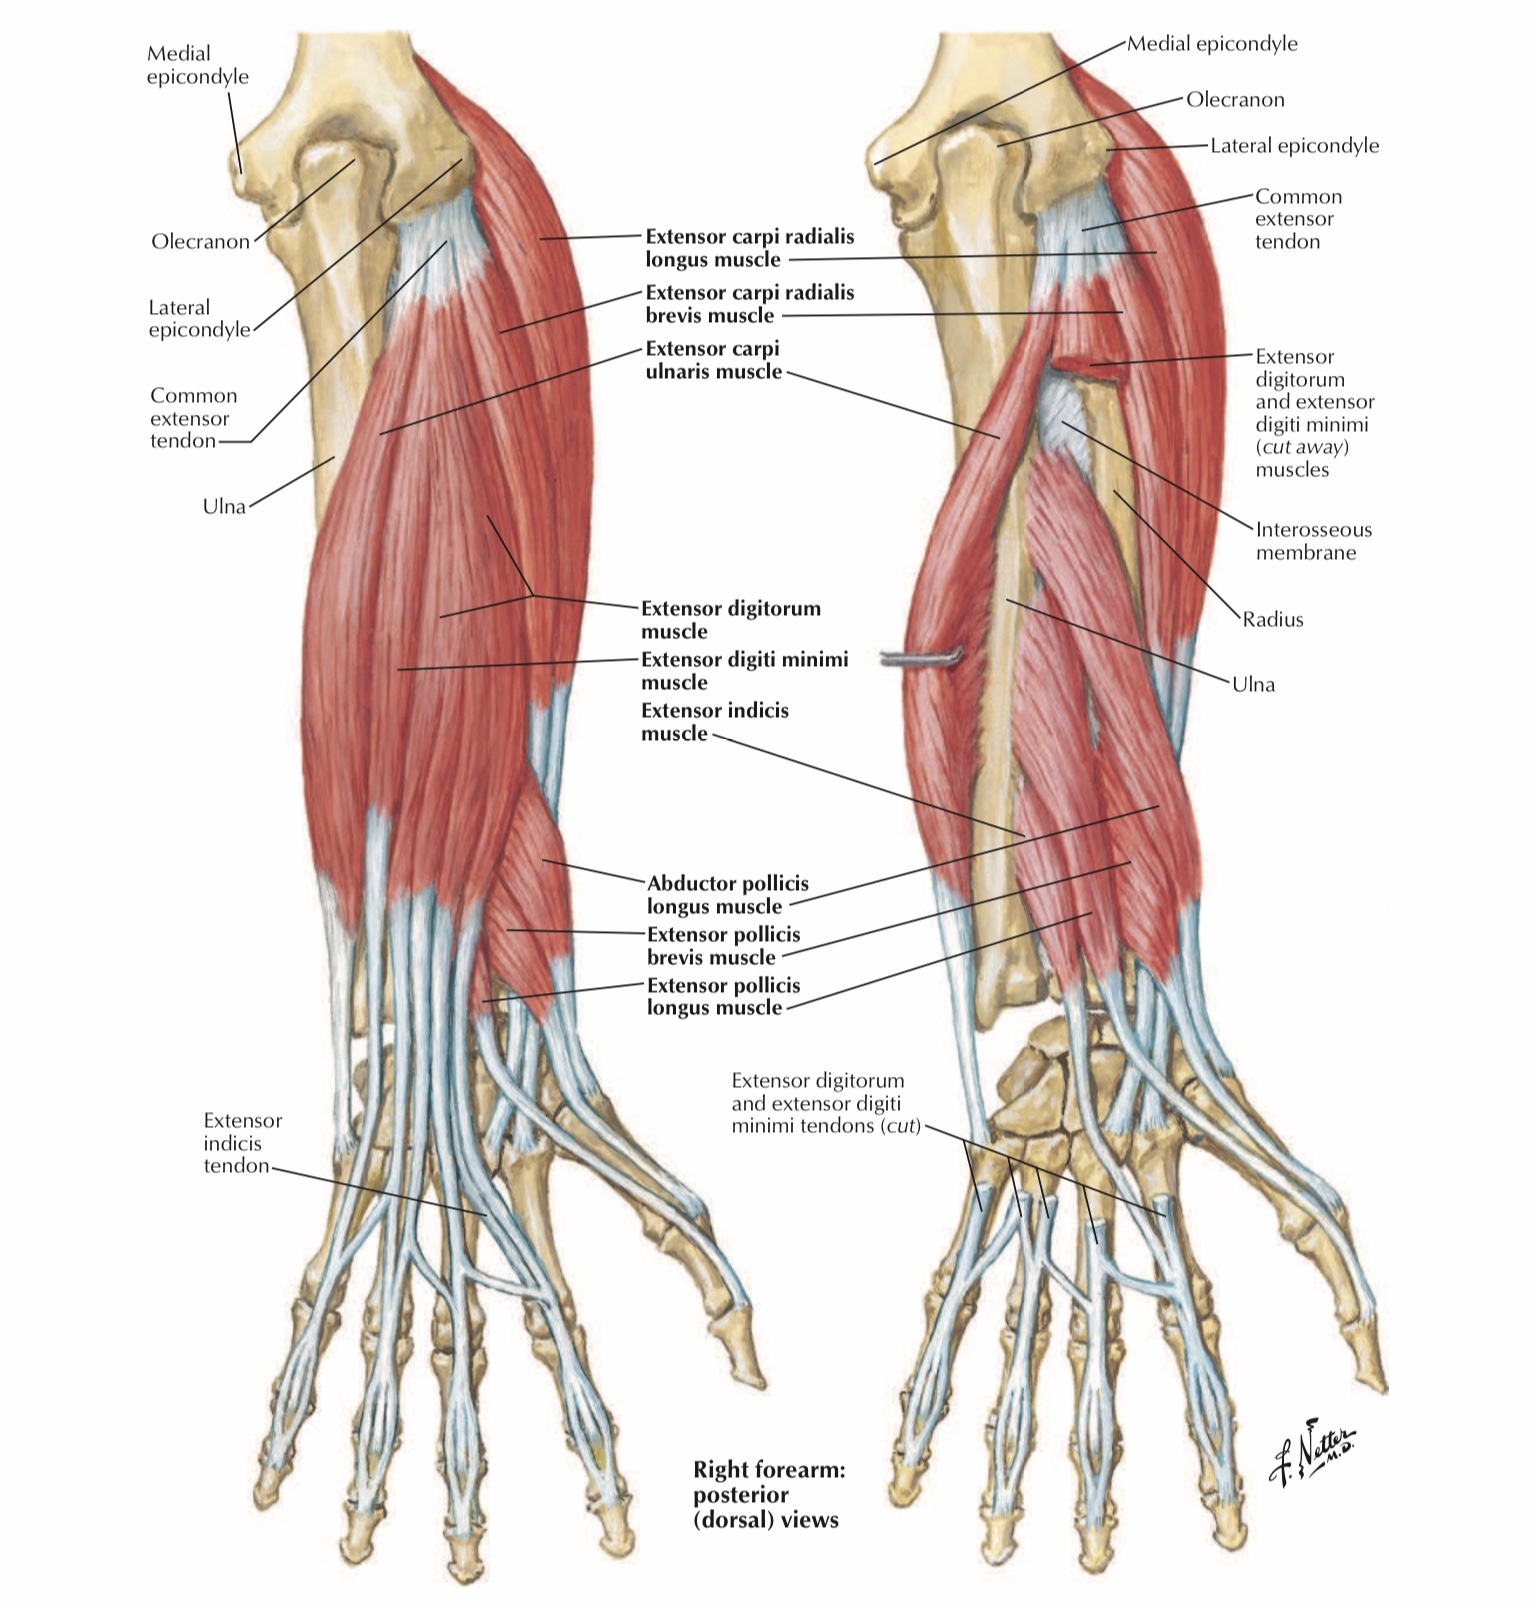 Medial
epicondyle
Olecranon
Lateral
epicondyle
Common
extensor
tendon
Ulna
Extensor
indicis
tendon
Extensor carpi radialis
longus muscle
Extensor carpi radialis
brevis muscle
Extensor carpi
ulnaris muscle
Extensor digitorum
muscle
Extensor digiti minimi
muscle
Extensor indicis
muscle
Abductor pollicis
longus muscle
Extensor pollicis
brevis muscle
Extensor pollicis
longus muscle
Extensor digitorum
and extensor digiti
minimi tendons (cut)
Medial epicondyle
Olecranon
Lateral epicondyle
Common
extensor
tendon
Extensor
digitorum
and extensor
digiti minimi
(cut away)
muscles
Interosseous
membrane
Radius
Ulna
Right forearm:
posterior
(dorsal) views
F. Netter
M.D.